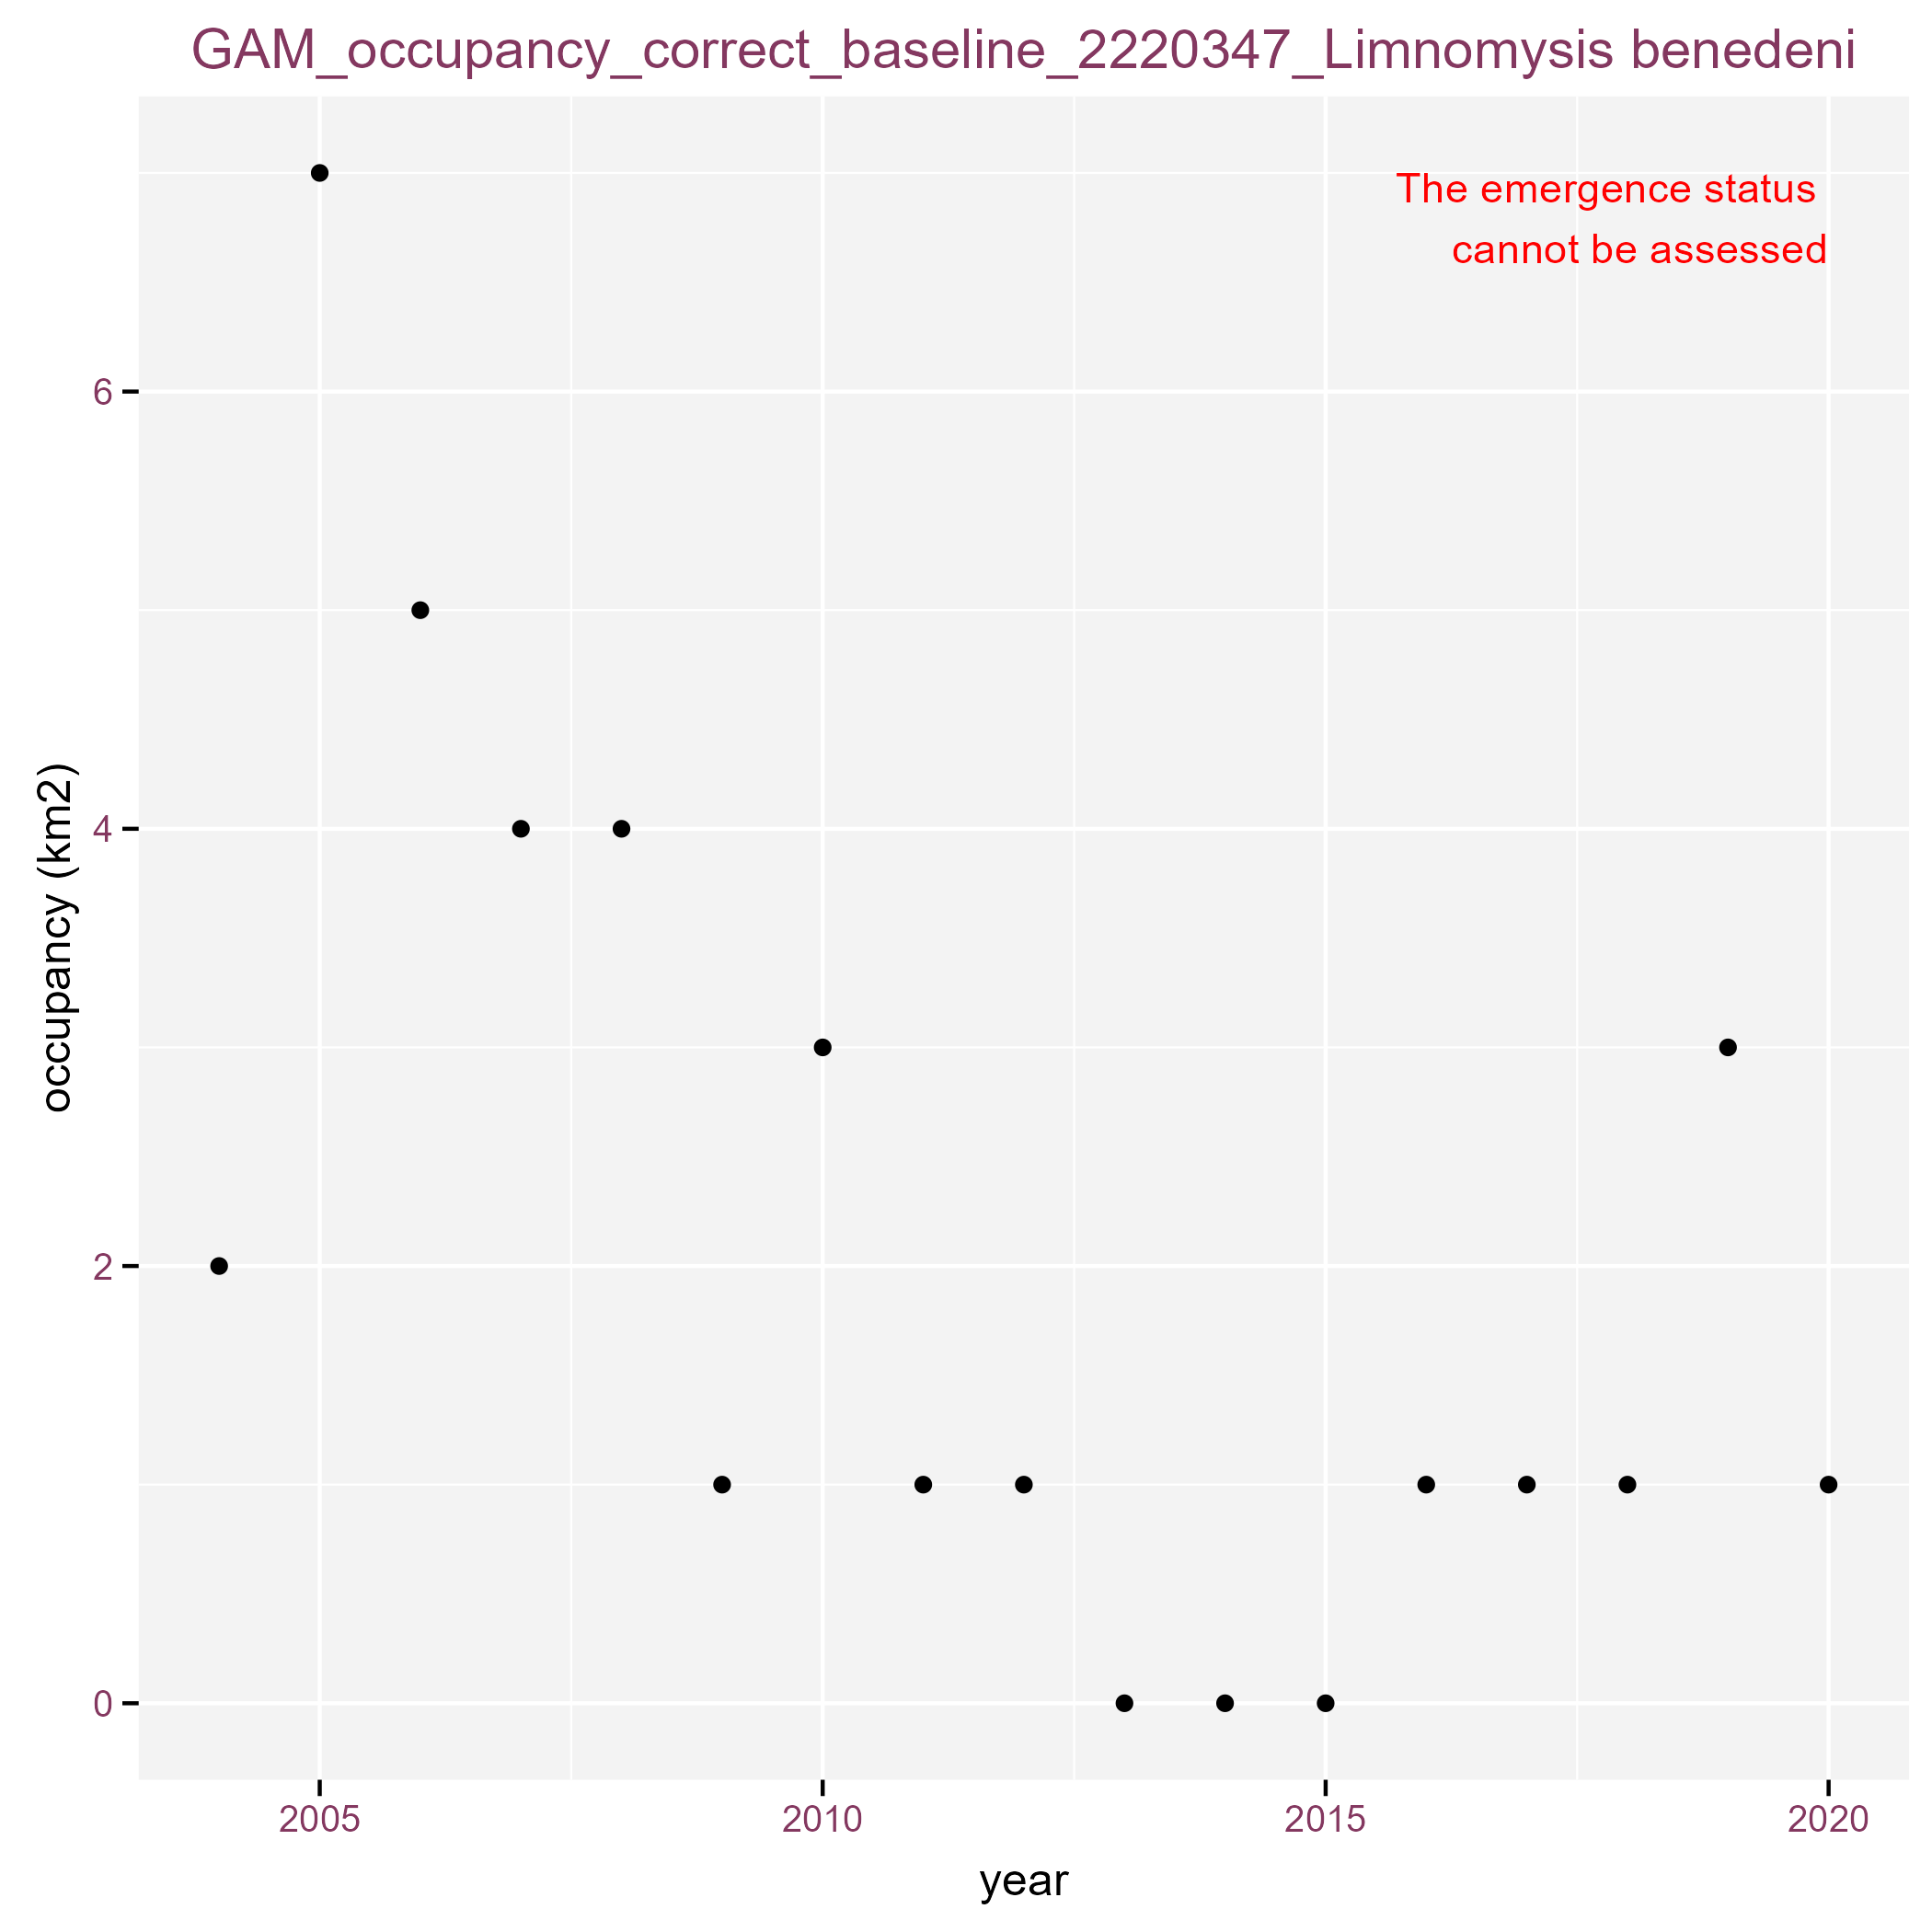 GAM_occupancy_correct_baseline_2220347_Limnomysis benedeni
The emergence status
cannot be assessed
occupancy (km2)
6
4
2
0
2005 2010 2015 2020
year